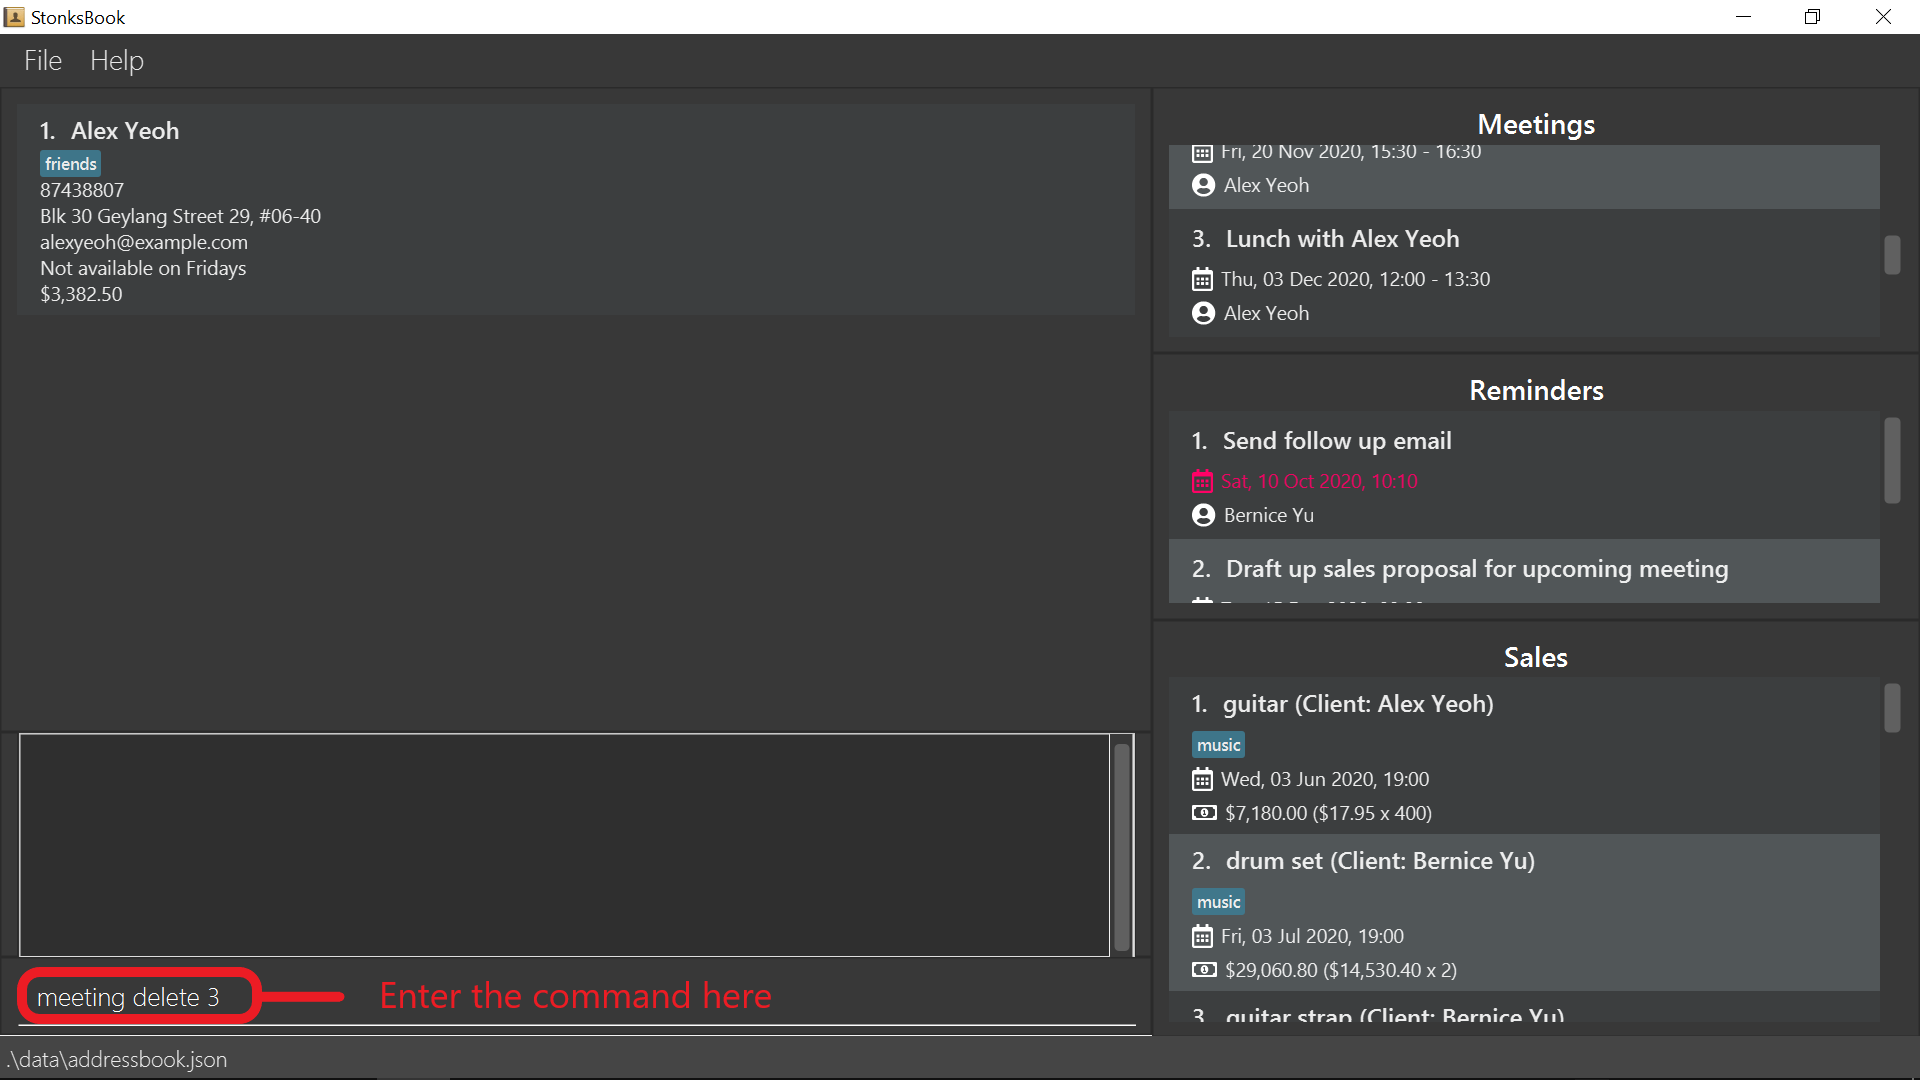 StonksBook
File Help
1. Alex Yeoh
friends
87438807
Blk 30 Geylang Street 29, #06-40
alexyeoh@example.com
Not available on Fridays
$3,382.50
meeting delete 3
Enter the command here
Meetings
Fri, 20 Nov 2020, 15:30 - 16:30
Alex Yeoh
3. Lunch with Alex Yeoh
Thu, 03 Dec 2020, 12:00 - 13:30
Alex Yeoh
Reminders
1. Send follow up email
Sat, 10 Oct 2020, 10:10
Bernice Yu
2. Draft up sales proposal for upcoming meeting
Sales
1. guitar (Client: Alex Yeoh)
music
Wed, 03 Jun 2020, 19:00
$7,180.00 ($17.95 x 400)
2. drum set (Client: Bernice Yu)
music
Fri, 03 Jul 2020, 19:00
$29,060.80 ($14,530.40 x 2)
3. guitar strap (Client: Bernice Yu)
.\data\addressbook.json